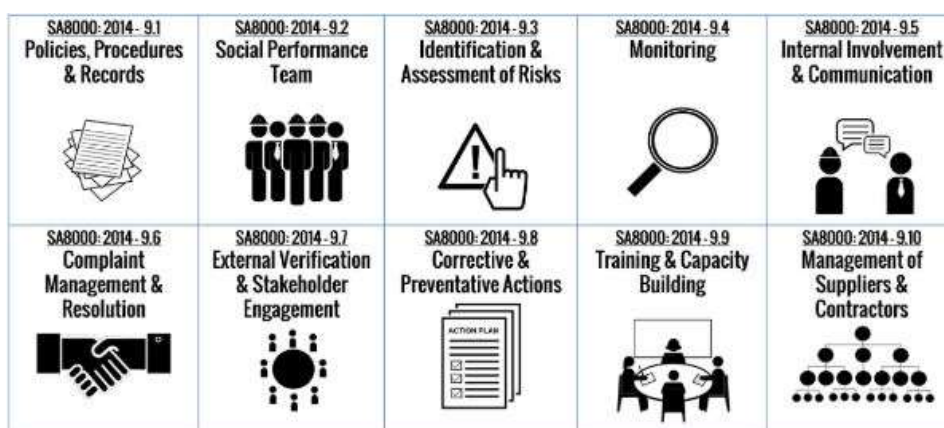 SA8000: 2014 - 9.1
Policies, Procedures
& Records
SA8000: 2014 - 9.2
Social Performance
Team
SA8000: 2014 - 9.3
Identification &
Assessment of Risks
SA8000: 2014 - 9.4
Monitoring
SA8000: 2014 - 9.5
Internal Involvement
& Communication
SA8000: 2014 - 9.6
Complaint
Management &
Resolution
SA8000: 2014 - 9.7
External Verification
& Stakeholder
Engagement
SA8000: 2014 - 9.8
Corrective &
Preventative Actions
ACTION PLAN
SA8000: 2014 - 9.9
Training & Capacity
Building
SA8000: 2014 - 9.10
Management of
Suppliers &
Contractors